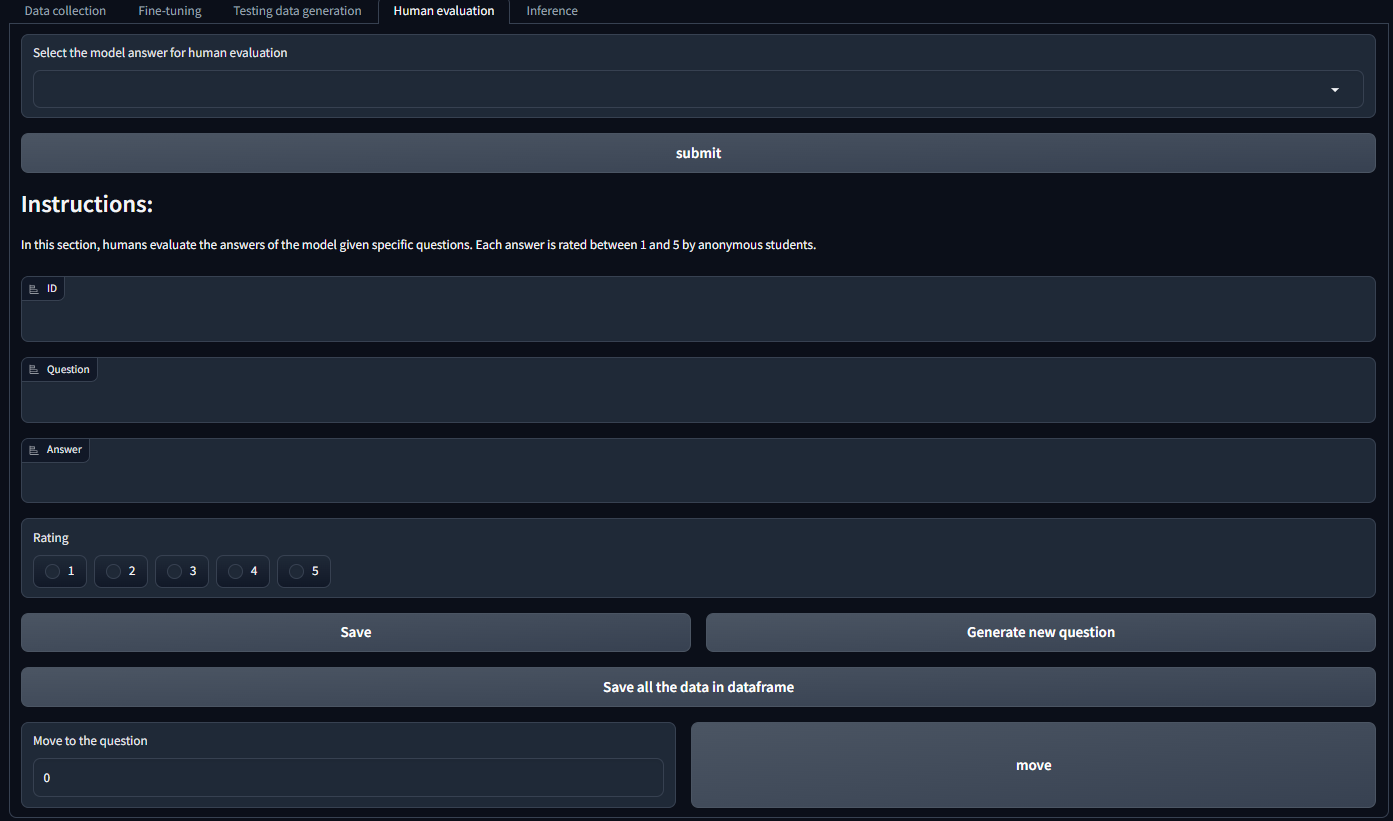 Data collection Fine-tuning Testing data generation Human evaluation Inference
Select the model answer for human evaluation
submit
Instructions:
In this section, humans evaluate the answers of the model given specific questions. Each answer is rated between 1 and 5 by anonymous students.
ID
Question
Answer
Rating
1 2 3 4 5
Save Generate new question
Save all the data in dataframe
Move to the question
0
move